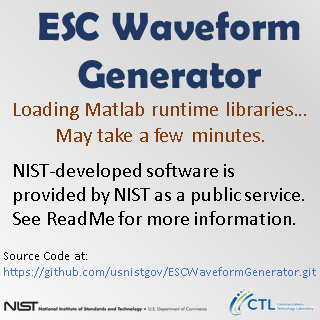 ESC Waveform
Generator
Loading Matlab runtime libraries...
May take a few minutes.
NIST-developed software is
provided by NIST as a public service.
See ReadMe for more information.
Source Code at:
https://github.com/usnistgov/ESCWaveformGenerator.git
NIST National Institute of Standards and Technology • U.S. Department of Commerce
CTL Communications Technology Laboratory